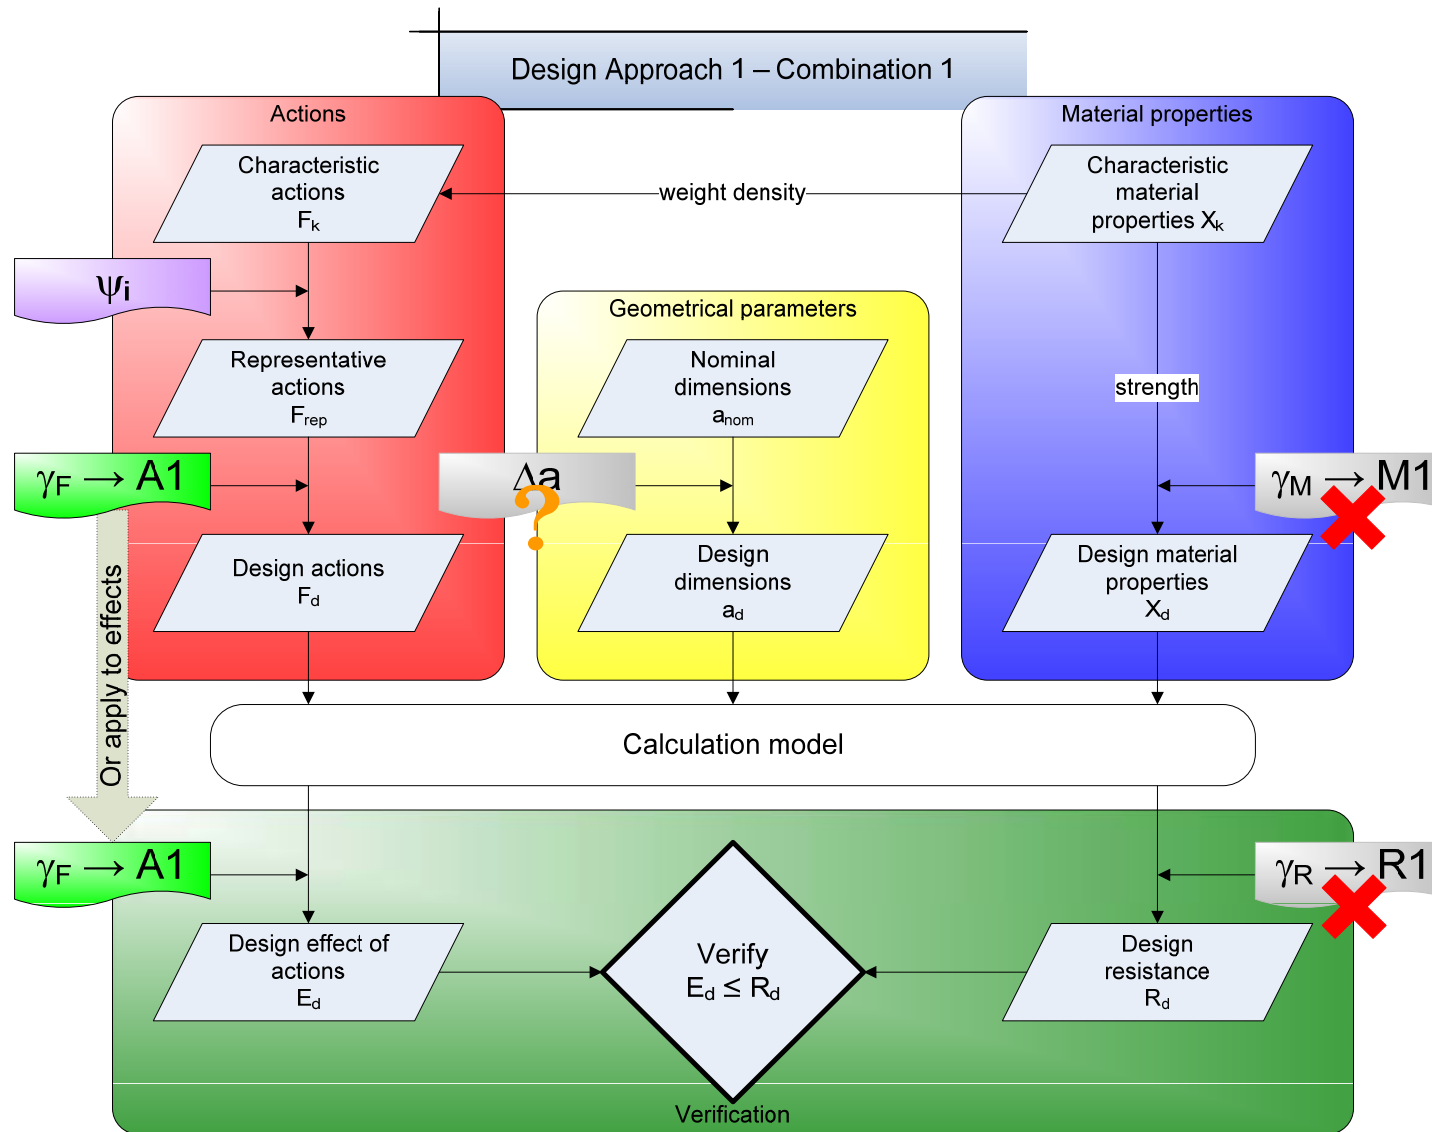 Design Approach 1 – Combination 1
Actions
Material properties
Characteristic
actions
Fk
weight density
Characteristic
material
properties Xk
ψi
Geometrical parameters
Representative
actions
Frep
Nominal
dimensions
anom
strength
γF → A1
Δa
?
γM → M1
Design actions
Fd
Design
dimensions
ad
Design material
properties
Xd
Or apply to effects
Calculation model
γF → A1
γR → R1
Design effect of
actions
Ed
Verify
Ed ≤ Rd
Design
resistance
Rd
Verification